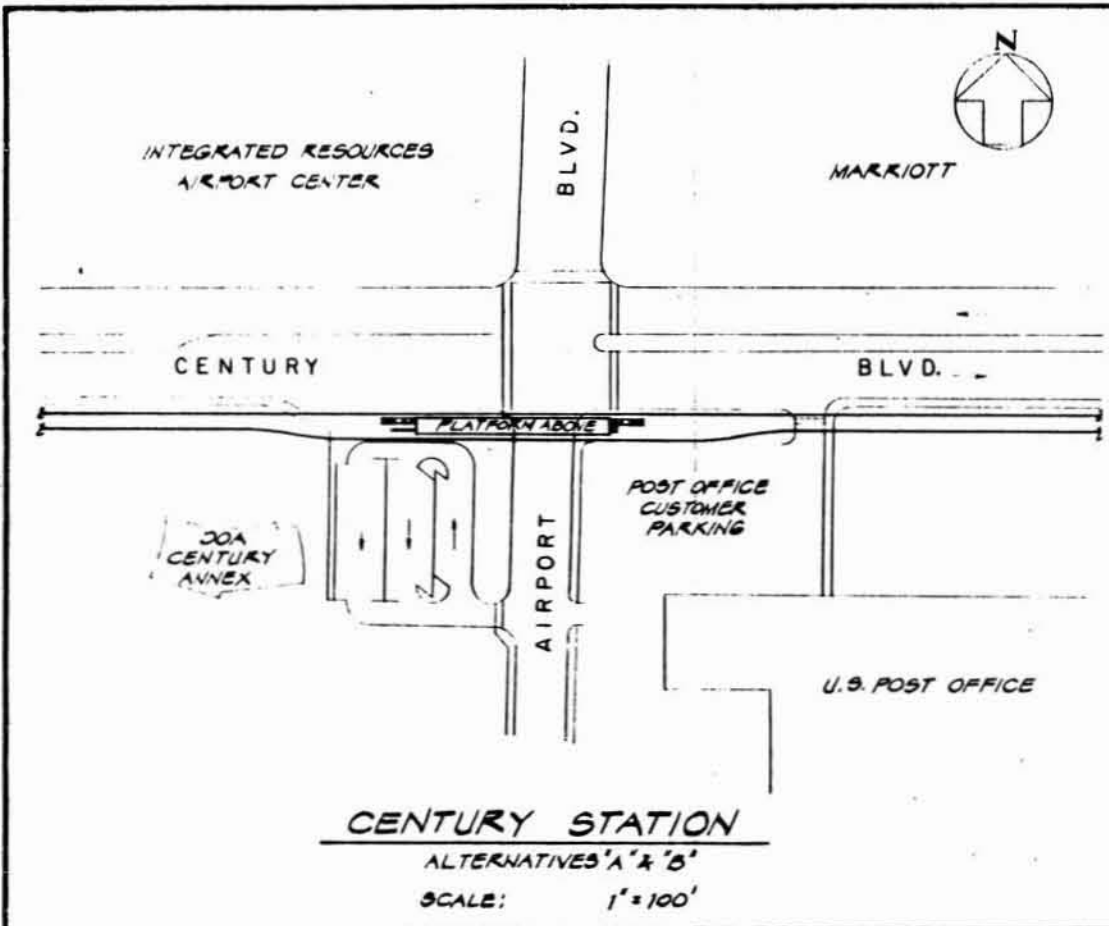 N
INTEGRATED RESOURCES
AIRPORT CENTER
BLVD.
MARRIOTT
CENTURY
BLVD.
PLATFORM ABOVE
POST OFFICE
CUSTOMER
PARKING
DOA
CENTURY
ANNEX
AIRPORT
U.S. POST OFFICE
CENTURY STATION
ALTERNATIVES "A" & "B"
SCALE: 1" = 100'